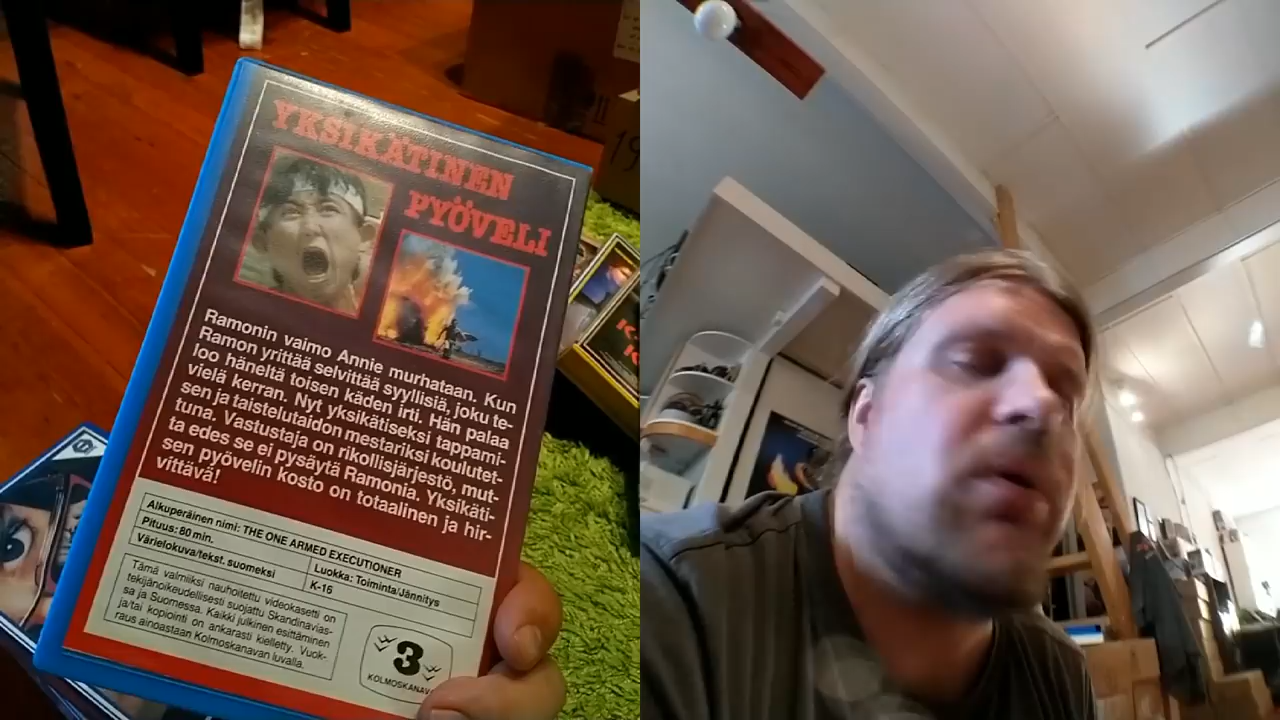 YKSIKÄTINEN
PYÖVELI
Ramonin vaimo Annie murhataan. Kun
Ramon yrittää selvittää syyllisiä, joku te-
loo häneltä toisen käden irti. Hän palaa
vielä kerran. Nyt yksikätiseksi tappami-
sen ja taistelutaidon mestariksi koulutet-
tuna. Vastustaja on rikollisjärjestö, mut-
ta edes se ei pysäytä Ramonia. Yksikäti-
sen pyövelin kosto on totaalinen ja hir-
vittävä!
Alkuperäinen nimi: THE ONE ARMED EXECUTIONER
Pituus: 80 min.
Luokka: Toiminta/Jännitys
Värielokuva/tekst. suomeksi
K-16
Tämä valmiiksi nauhoitettu videokasetti on
tekijänoikeudellisesti suojattu Skandinavias-
sa ja Suomessa. Kaikki julkinen esittäminen
ja/tai kopiointi on ankarasti kielletty. Vuok-
raus ainoastaan Kolmoskanavan luvalla.
3
KOLMOSKANAVA